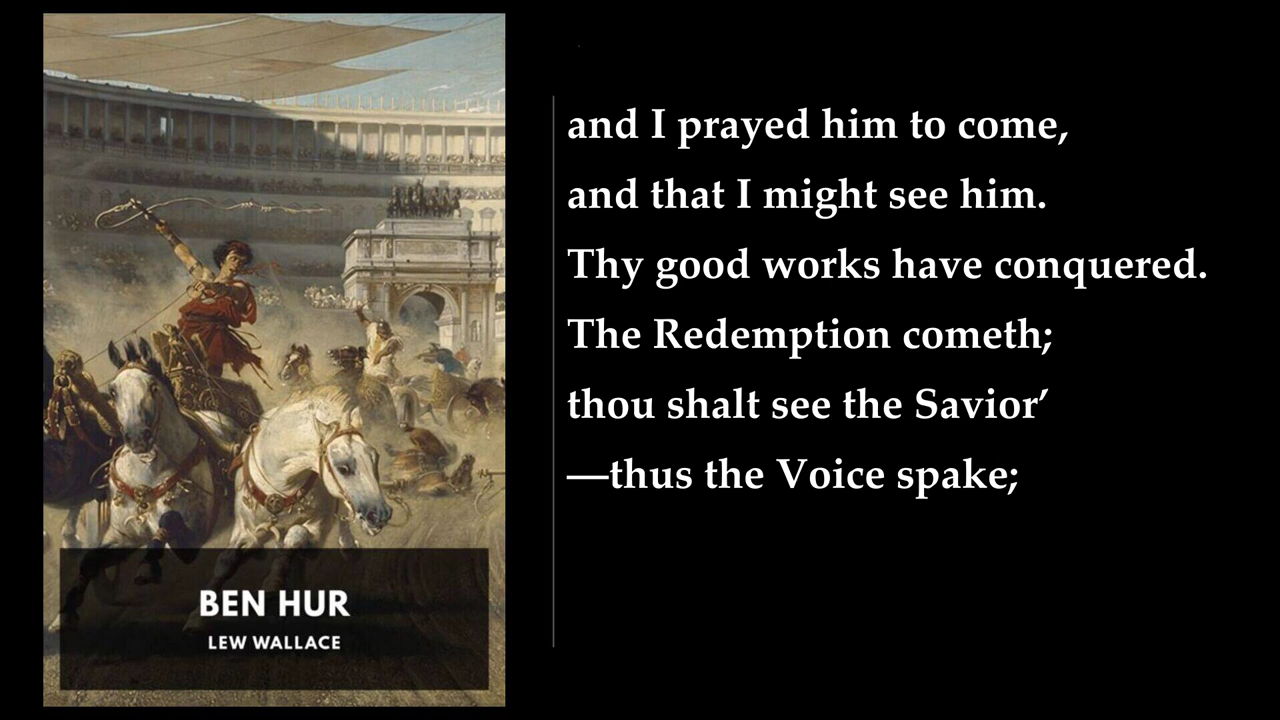 BEN HUR
LEW WALLACE
and I prayed him to come,
and that I might see him.
Thy good works have conquered.
The Redemption cometh;
thou shalt see the Savior’
—thus the Voice spake;